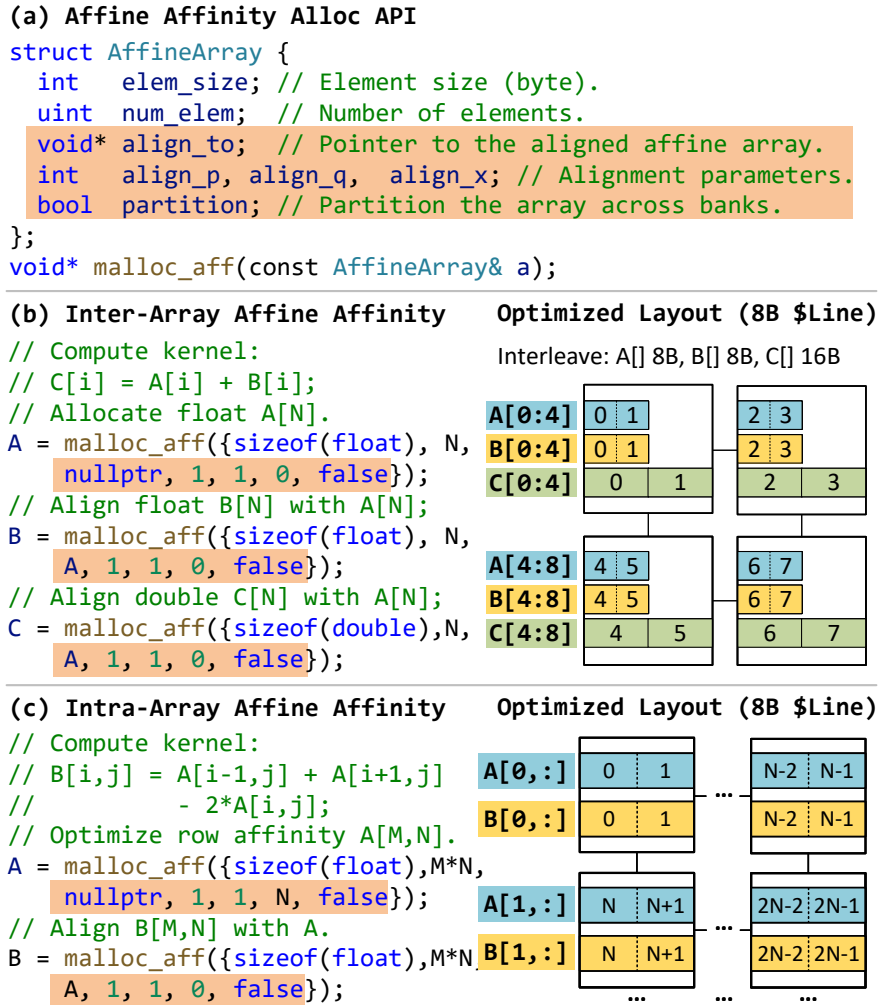 (a) Affine Affinity Alloc API
struct AffineArray {
int elem_size; // Element size (byte).
uint num_elem; // Number of elements.
void* align_to; // Pointer to the aligned affine array.
int align_p, align_q, align_x; // Alignment parameters.
bool partition; // Partition the array across banks.
};
void* malloc_aff(const AffineArray& a);
(b) Inter-Array Affine Affinity
// Compute kernel:
// C[i] = A[i] + B[i];
// Allocate float A[N].
A = malloc_aff({sizeof(float), N,
nullptr, 1, 1, 0, false});
// Align float B[N] with A[N];
B = malloc_aff({sizeof(float), N,
A, 1, 1, 0, false});
// Align double C[N] with A[N];
C = malloc_aff({sizeof(double),N,
A, 1, 1, 0, false});
Optimized Layout (8B $Line)
Interleave: A[] 8B, B[] 8B, C[] 16B
A[0:4] 0 1 2 3
B[0:4] 0 1 2 3
C[0:4] 0 1 2 3
A[4:8] 4 5 6 7
B[4:8] 4 5 6 7
C[4:8] 4 5 6 7
(c) Intra-Array Affine Affinity
// Compute kernel:
// B[i,j] = A[i-1,j] + A[i+1,j]
// - 2*A[i,j];
// Optimize row affinity A[M,N].
A = malloc_aff({sizeof(float),M*N,
nullptr, 1, 1, N, false});
// Align B[M,N] with A.
B = malloc_aff({sizeof(float),M*N,
A, 1, 1, 0, false});
Optimized Layout (8B $Line)
A[0,:] 0 1 N-2 N-1
...
B[0,:] 0 1 N-2 N-1
A[1,:] N N+1 2N-2 2N-1
...
B[1,:] N N+1 2N-2 2N-1
... ... ...